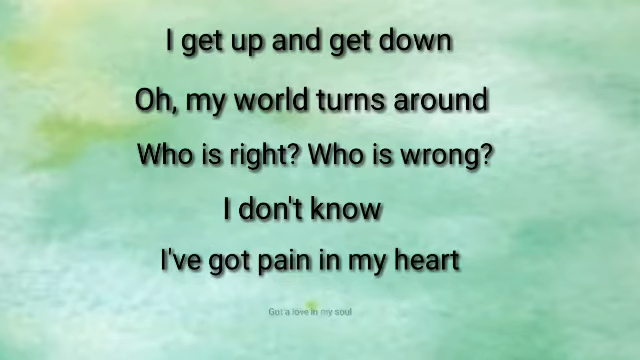 I get up and get down
Oh, my world turns around
Who is right? Who is wrong?
I don't know
I've got pain in my heart
Got a love in my soul